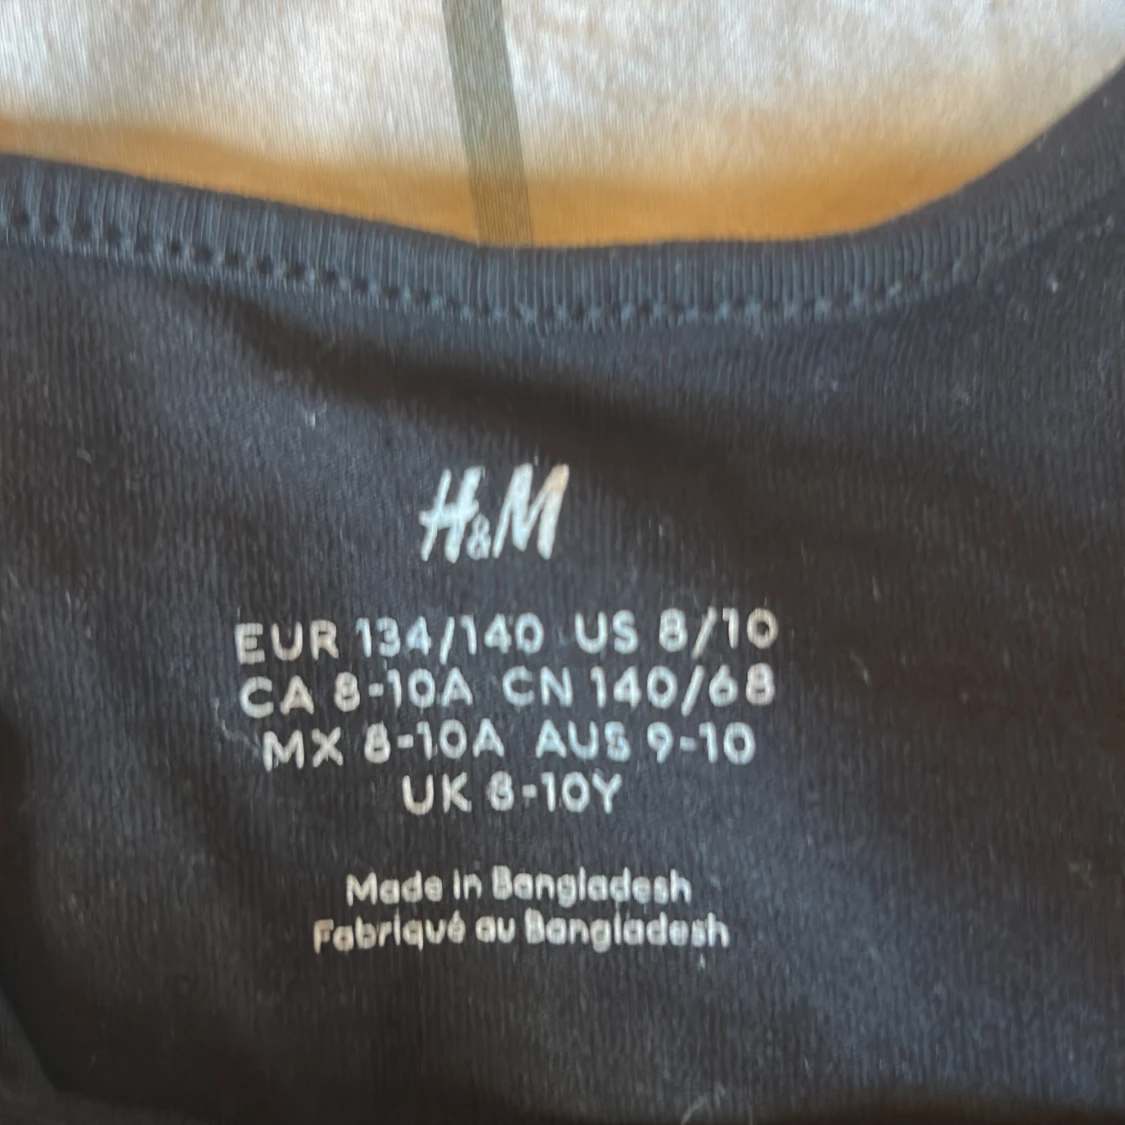 H&M
EUR 134/140 US 8/10
CA 8-10A CN 140/68
MX 8-10A AUS 9-10
UK 8-10Y
Made in Bangladesh
Fabriqué au Bangladesh